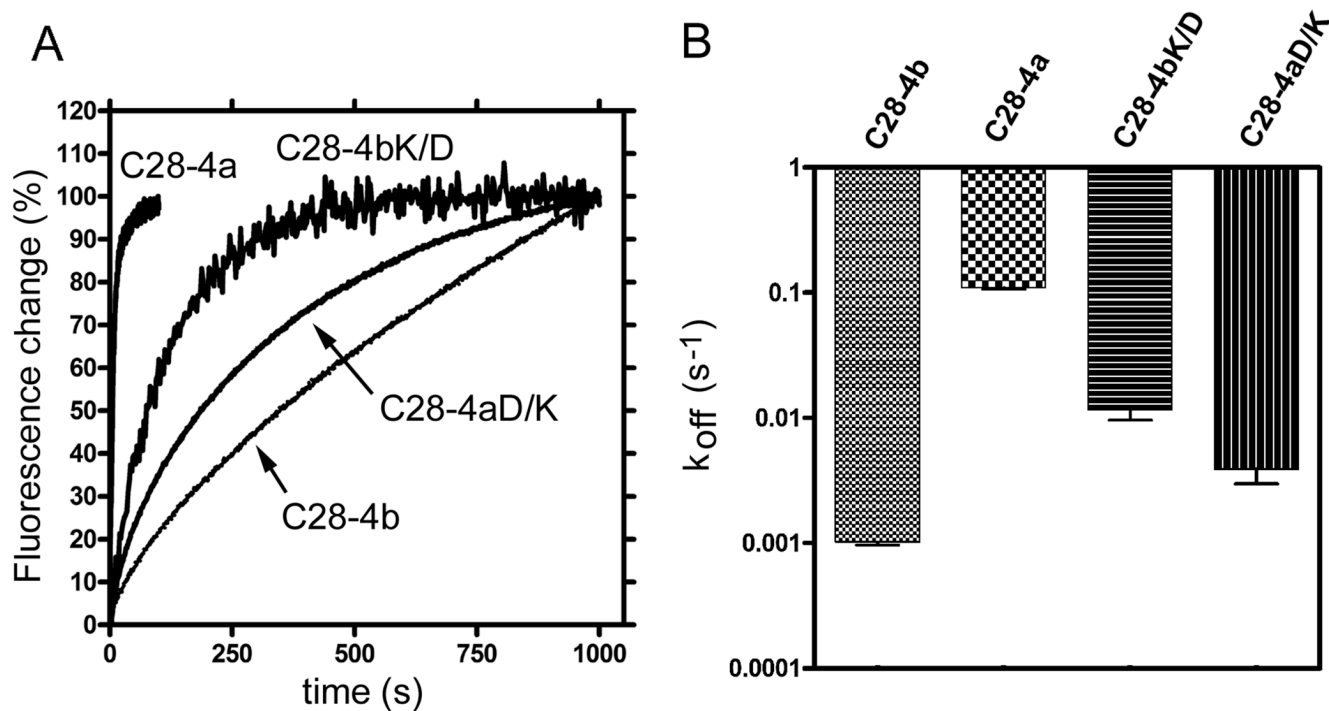 A
120
110
100
90
80
70
60
50
40
30
20
10
0
Fluorescence change (%)
C28-4a
C28-4bK/D
C28-4aD/K
C28-4b
0 250 500 750 1000
time (s)
B
C28-4b
C28-4a
C28-4bK/D
C28-4aD/K
1
0.1
0.01
0.001
0.0001
koff (s-1)